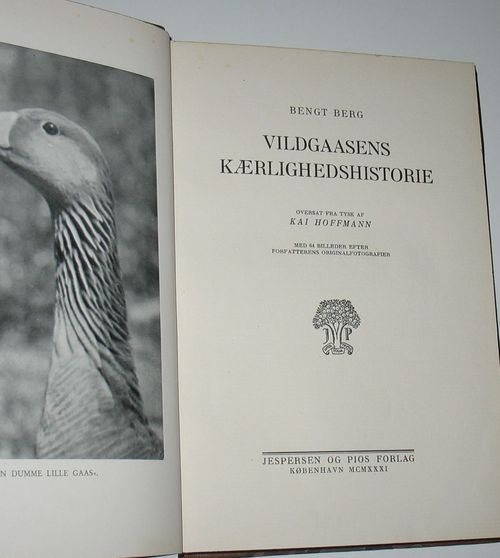 BENGT BERG
VILDGAASENS
KÆRLIGHEDSHISTORIE
OVERSAT FRA TYSK AF
KAI HOFFMANN
MED 64 BILLEDER EFTER
FORFATTERENS ORIGINALFOTOGRAFIER
J P
JESPERSEN OG PIOS FORLAG
KØBENHAVN MCMXXXI
N DUMME LILLE GAAS«.